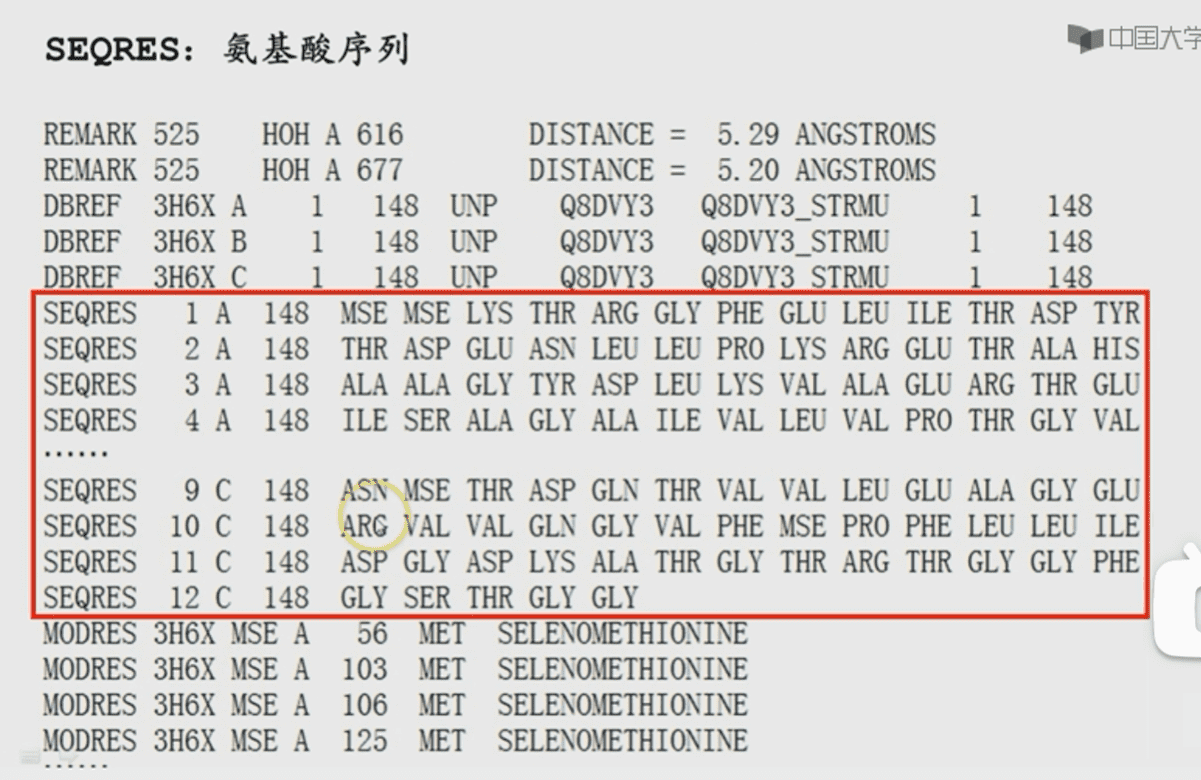 SEQRES: 氨基酸序列
中国大学
REMARK 525    HOH A 616        DISTANCE =  5.29 ANGSTROMS
REMARK 525    HOH A 677        DISTANCE =  5.20 ANGSTROMS
DBREF  3H6X A    1   148  UNP    Q8DVY3   Q8DVY3_STRMU     1    148
DBREF  3H6X B    1   148  UNP    Q8DVY3   Q8DVY3_STRMU     1    148
DBREF  3H6X C    1   148  UNP    Q8DVY3   Q8DVY3_STRMU     1    148
SEQRES   1 A  148  MSE MSE LYS THR ARG GLY PHE GLU LEU ILE THR ASP TYR
SEQRES   2 A  148  THR ASP GLU ASN LEU LEU PRO LYS ARG GLU THR ALA HIS
SEQRES   3 A  148  ALA ALA GLY TYR ASP LEU LYS VAL ALA GLU ARG THR GLU
SEQRES   4 A  148  ILE SER ALA GLY ALA ILE VAL LEU VAL PRO THR GLY VAL
······
SEQRES   9 C  148  ASN MSE THR ASP GLN THR VAL VAL LEU GLU ALA GLY GLU
SEQRES  10 C  148  ARG VAL VAL GLN GLY VAL PHE MSE PRO PHE LEU LEU ILE
SEQRES  11 C  148  ASP GLY ASP LYS ALA THR GLY THR ARG THR GLY GLY PHE
SEQRES  12 C  148  GLY SER THR GLY GLY
MODRES 3H6X MSE A   56  MET  SELENOMETHIONINE
MODRES 3H6X MSE A  103  MET  SELENOMETHIONINE
MODRES 3H6X MSE A  106  MET  SELENOMETHIONINE
MODRES 3H6X MSE A  125  MET  SELENOMETHIONINE
······